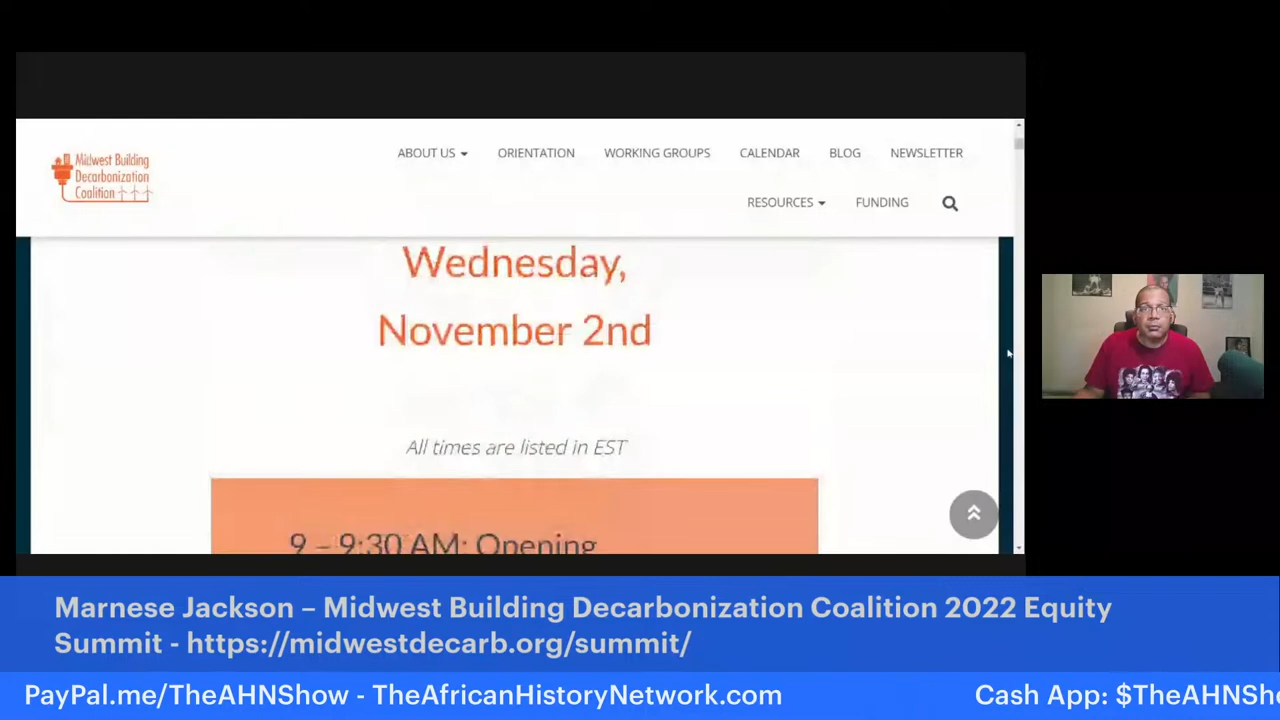 Midwest Building
Decarbonization
Coalition
ABOUT US
ORIENTATION
WORKING GROUPS
CALENDAR
BLOG
NEWSLETTER
RESOURCES
FUNDING
Wednesday,
November 2nd
All times are listed in EST
9 – 9:30 AM: Opening
Marnese Jackson – Midwest Building Decarbonization Coalition 2022 Equity
Summit - https://midwestdecarb.org/summit/
PayPal.me/TheAHNShow - TheAfricanHistoryNetwork.com
Cash App: $TheAHNSho